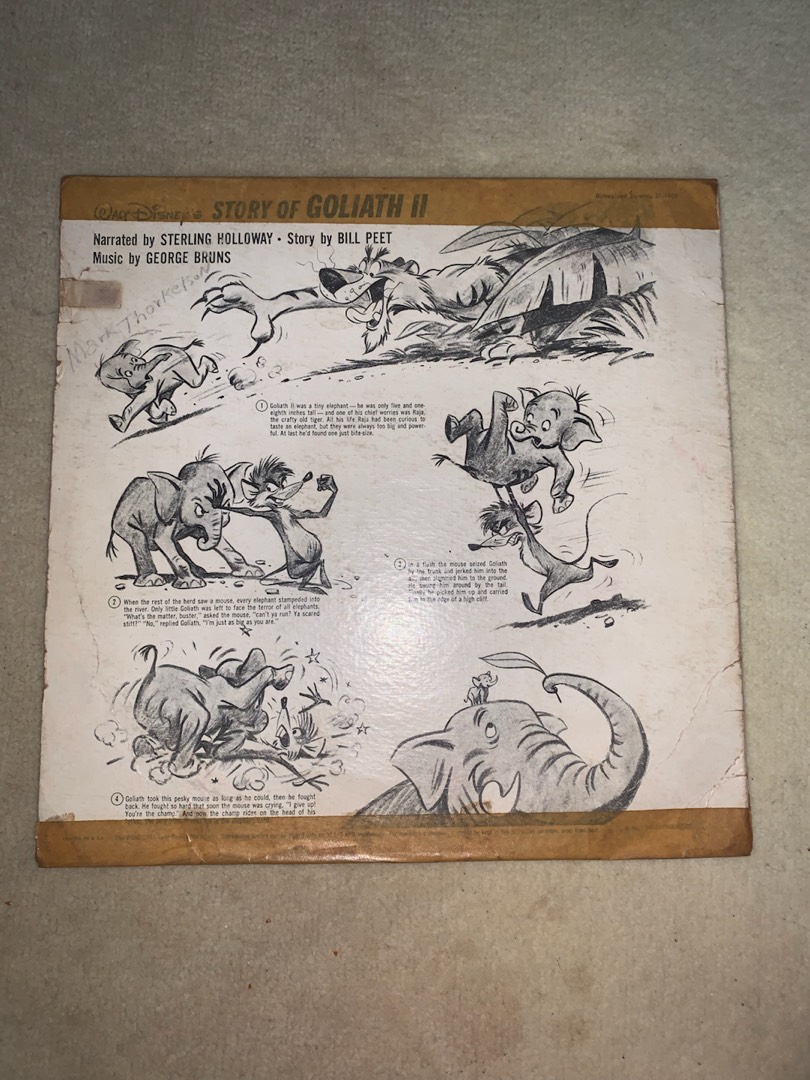 WALT DISNEY'S STORY OF GOLIATH II
Narrated by STERLING HOLLOWAY • Story by BILL PEET
Music by GEORGE BRUNS
Mark Thorkelson
1 Goliath II was a tiny elephant — he was only five and one-
eighth inches tall — and one of his chief worries was Raja,
the crafty old tiger. All his life Raja had been curious to
taste an elephant, but they were always too big and power-
ful. At last he'd found one just bite-size.
2 When the rest of the herd saw a mouse, every elephant stampeded into
the river. Only little Goliath was left to face the terror of all elephants.
"What's the matter, buster," asked the mouse, "can't ya run? Ya scared
stiff?" "No," replied Goliath, "I'm just as big as you are."
In a flash the mouse seized Goliath
by the trunk and jerked him into the
then slammed him to the ground.
He swung him around by the tail.
he picked him up and carried
him to the edge of a high cliff.
4 Goliath took this pesky mouse as long as he could, then he fought
back. He fought so hard that soon the mouse was crying, "I give up!
You're the champ." And now the champ rides on the head of his